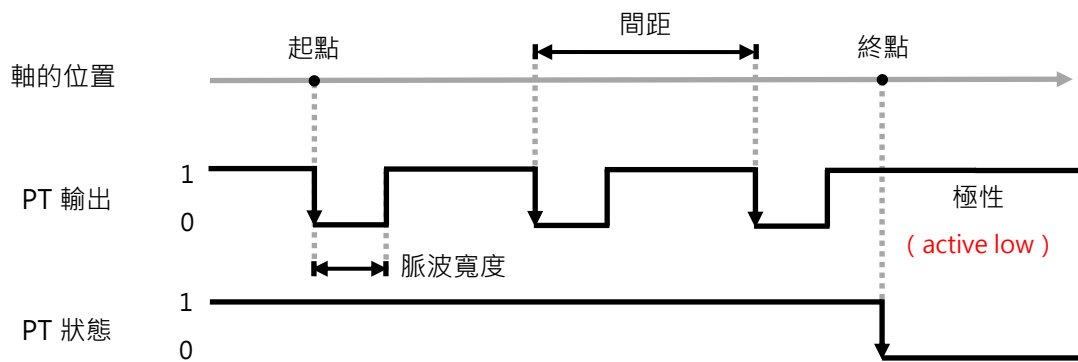 間距
起點
終點
軸的位置
1
PT 輸出
0
極性
( active low )
脈波寬度
1
PT 狀態
0